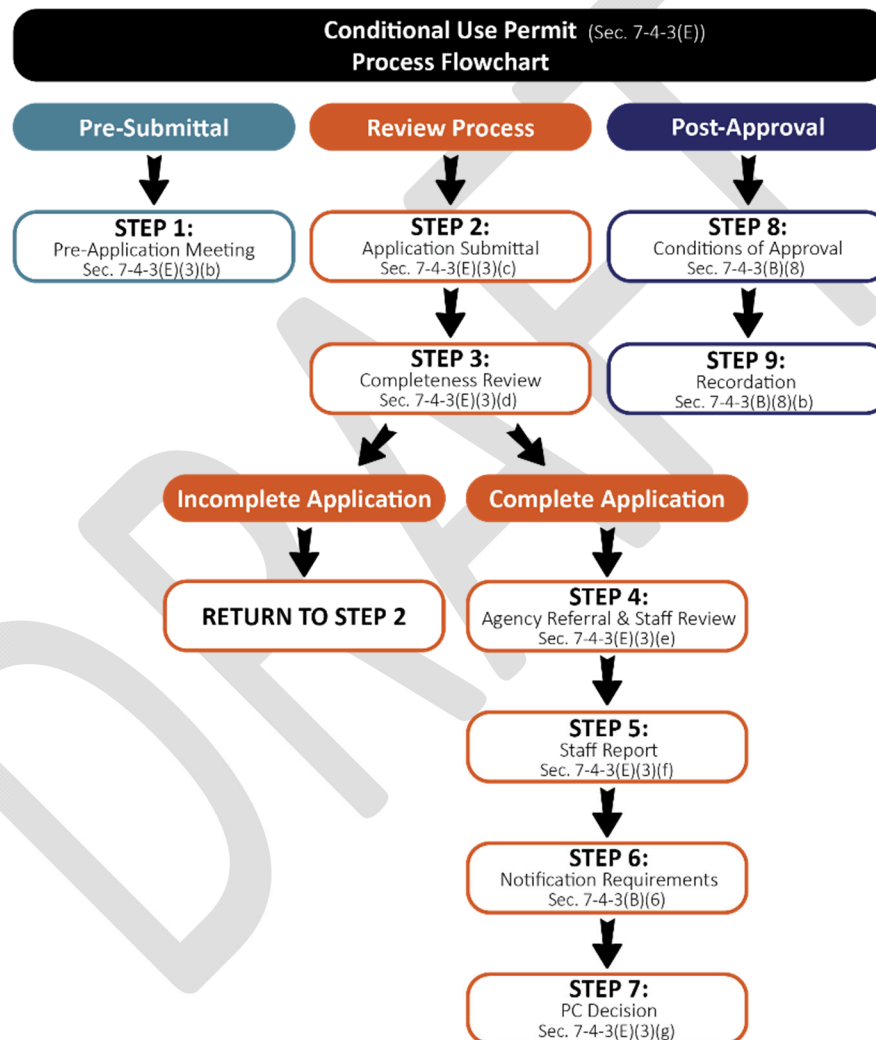 Conditional Use Permit (Sec. 7-4-3(E))
Process Flowchart
Pre-Submittal
STEP 1:
Pre-Application Meeting
Sec. 7-4-3(E)(3)(b)
Review Process
STEP 2:
Application Submittal
Sec. 7-4-3(E)(3)(c)
STEP 3:
Completeness Review
Sec. 7-4-3(E)(3)(d)
Incomplete Application
RETURN TO STEP 2
Complete Application
STEP 4:
Agency Referral & Staff Review
Sec. 7-4-3(E)(3)(e)
STEP 5:
Staff Report
Sec. 7-4-3(E)(3)(f)
STEP 6:
Notification Requirements
Sec. 7-4-3(B)(6)
STEP 7:
PC Decision
Sec. 7-4-3(E)(3)(g)
Post-Approval
STEP 8:
Conditions of Approval
Sec. 7-4-3(B)(8)
STEP 9:
Recordation
Sec. 7-4-3(B)(8)(b)
DRAFT